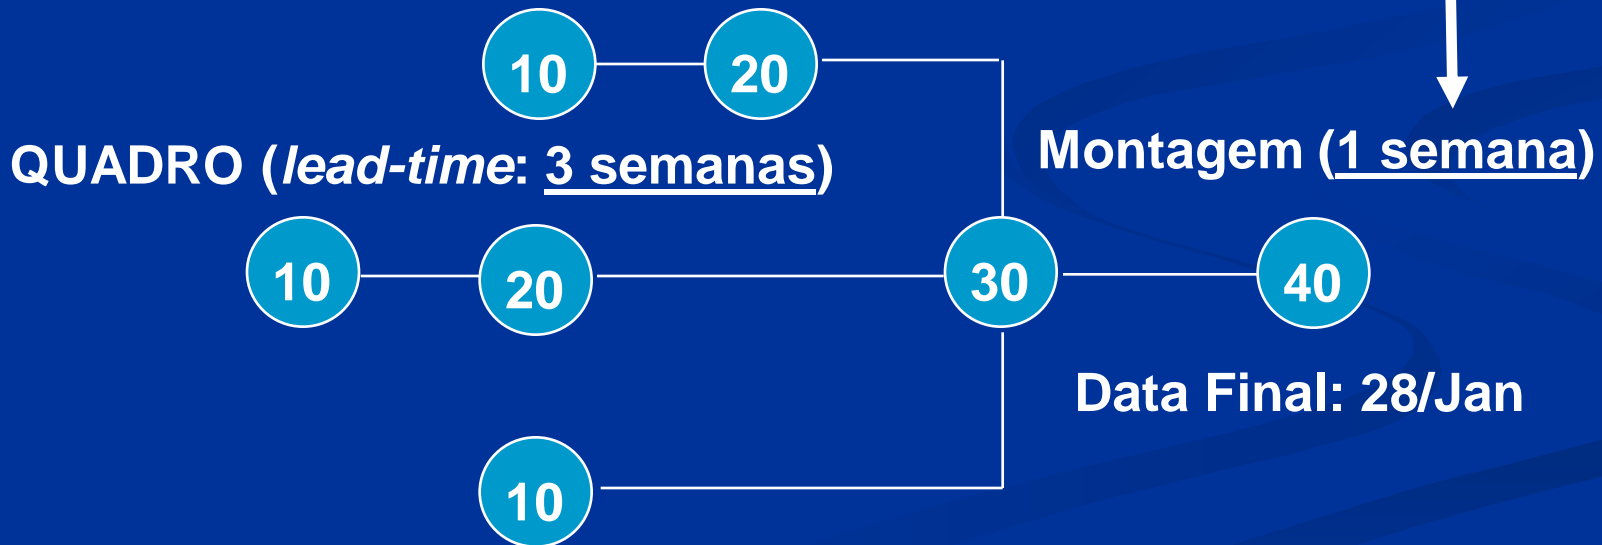 10 20
QUADRO (lead-time: 3 semanas)
Montagem (1 semana)
10 20 30 40
Data Final: 28/Jan
10